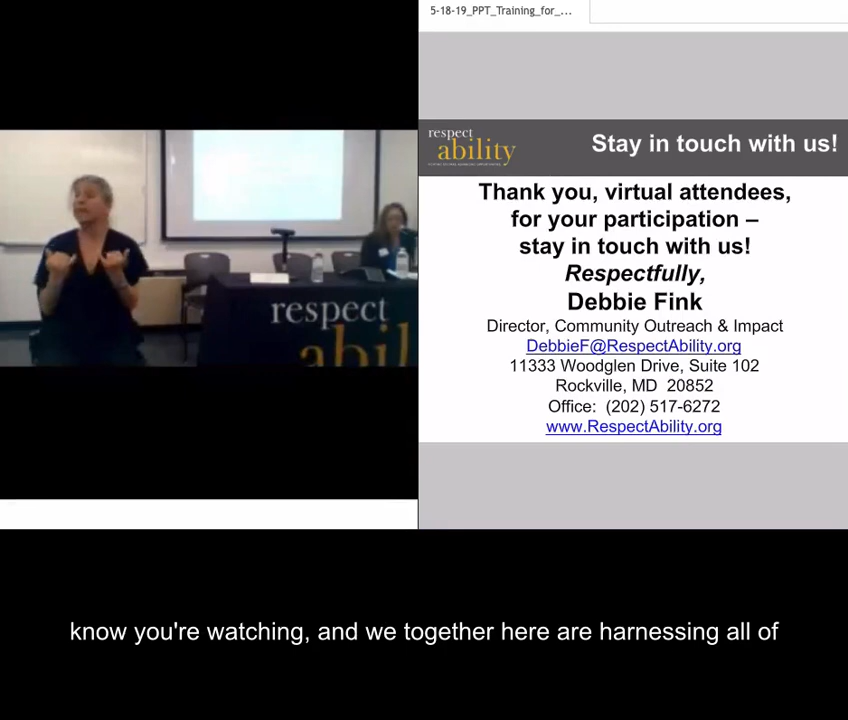 5-18-19_PPT_Training_for_...
respect
ability
Stay in touch with us!
Thank you, virtual attendees,
for your participation –
stay in touch with us!
Respectfully,
Debbie Fink
Director, Community Outreach & Impact
DebbieF@RespectAbility.org
11333 Woodglen Drive, Suite 102
Rockville, MD 20852
Office: (202) 517-6272
www.RespectAbility.org
respect
abil
know you're watching, and we together here are harnessing all of